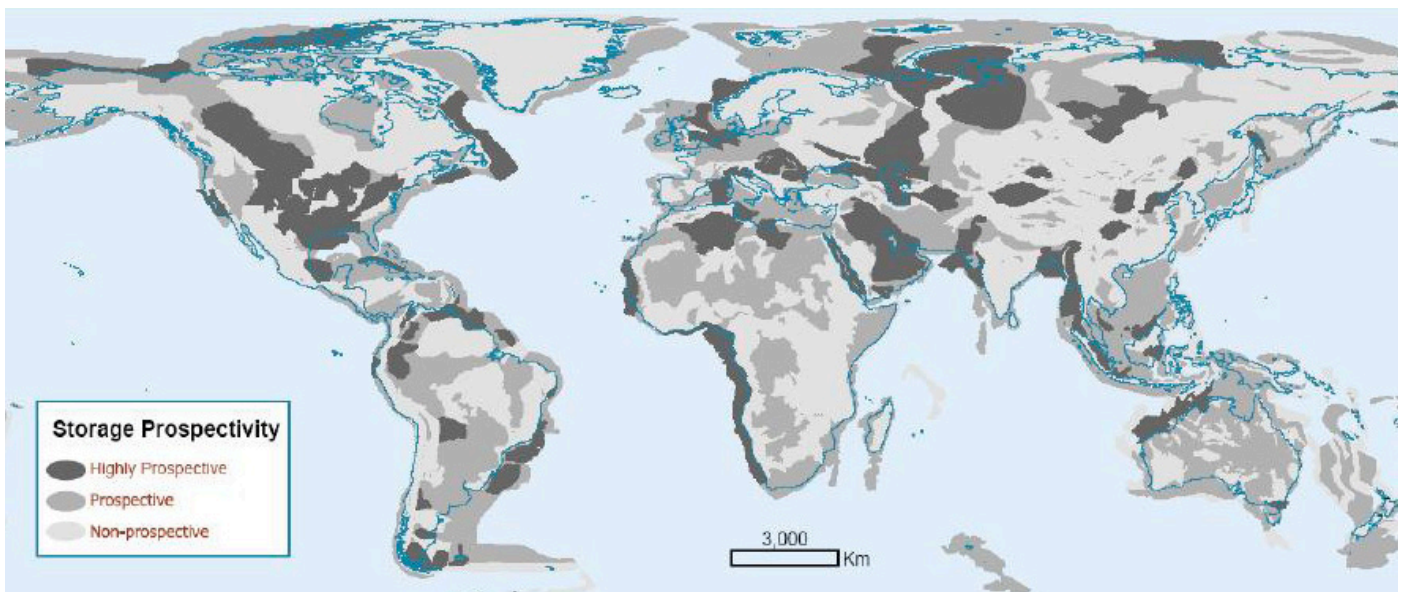 Storage Prospectivity
Highly Prospective
Prospective
Non-prospective
3,000
Km